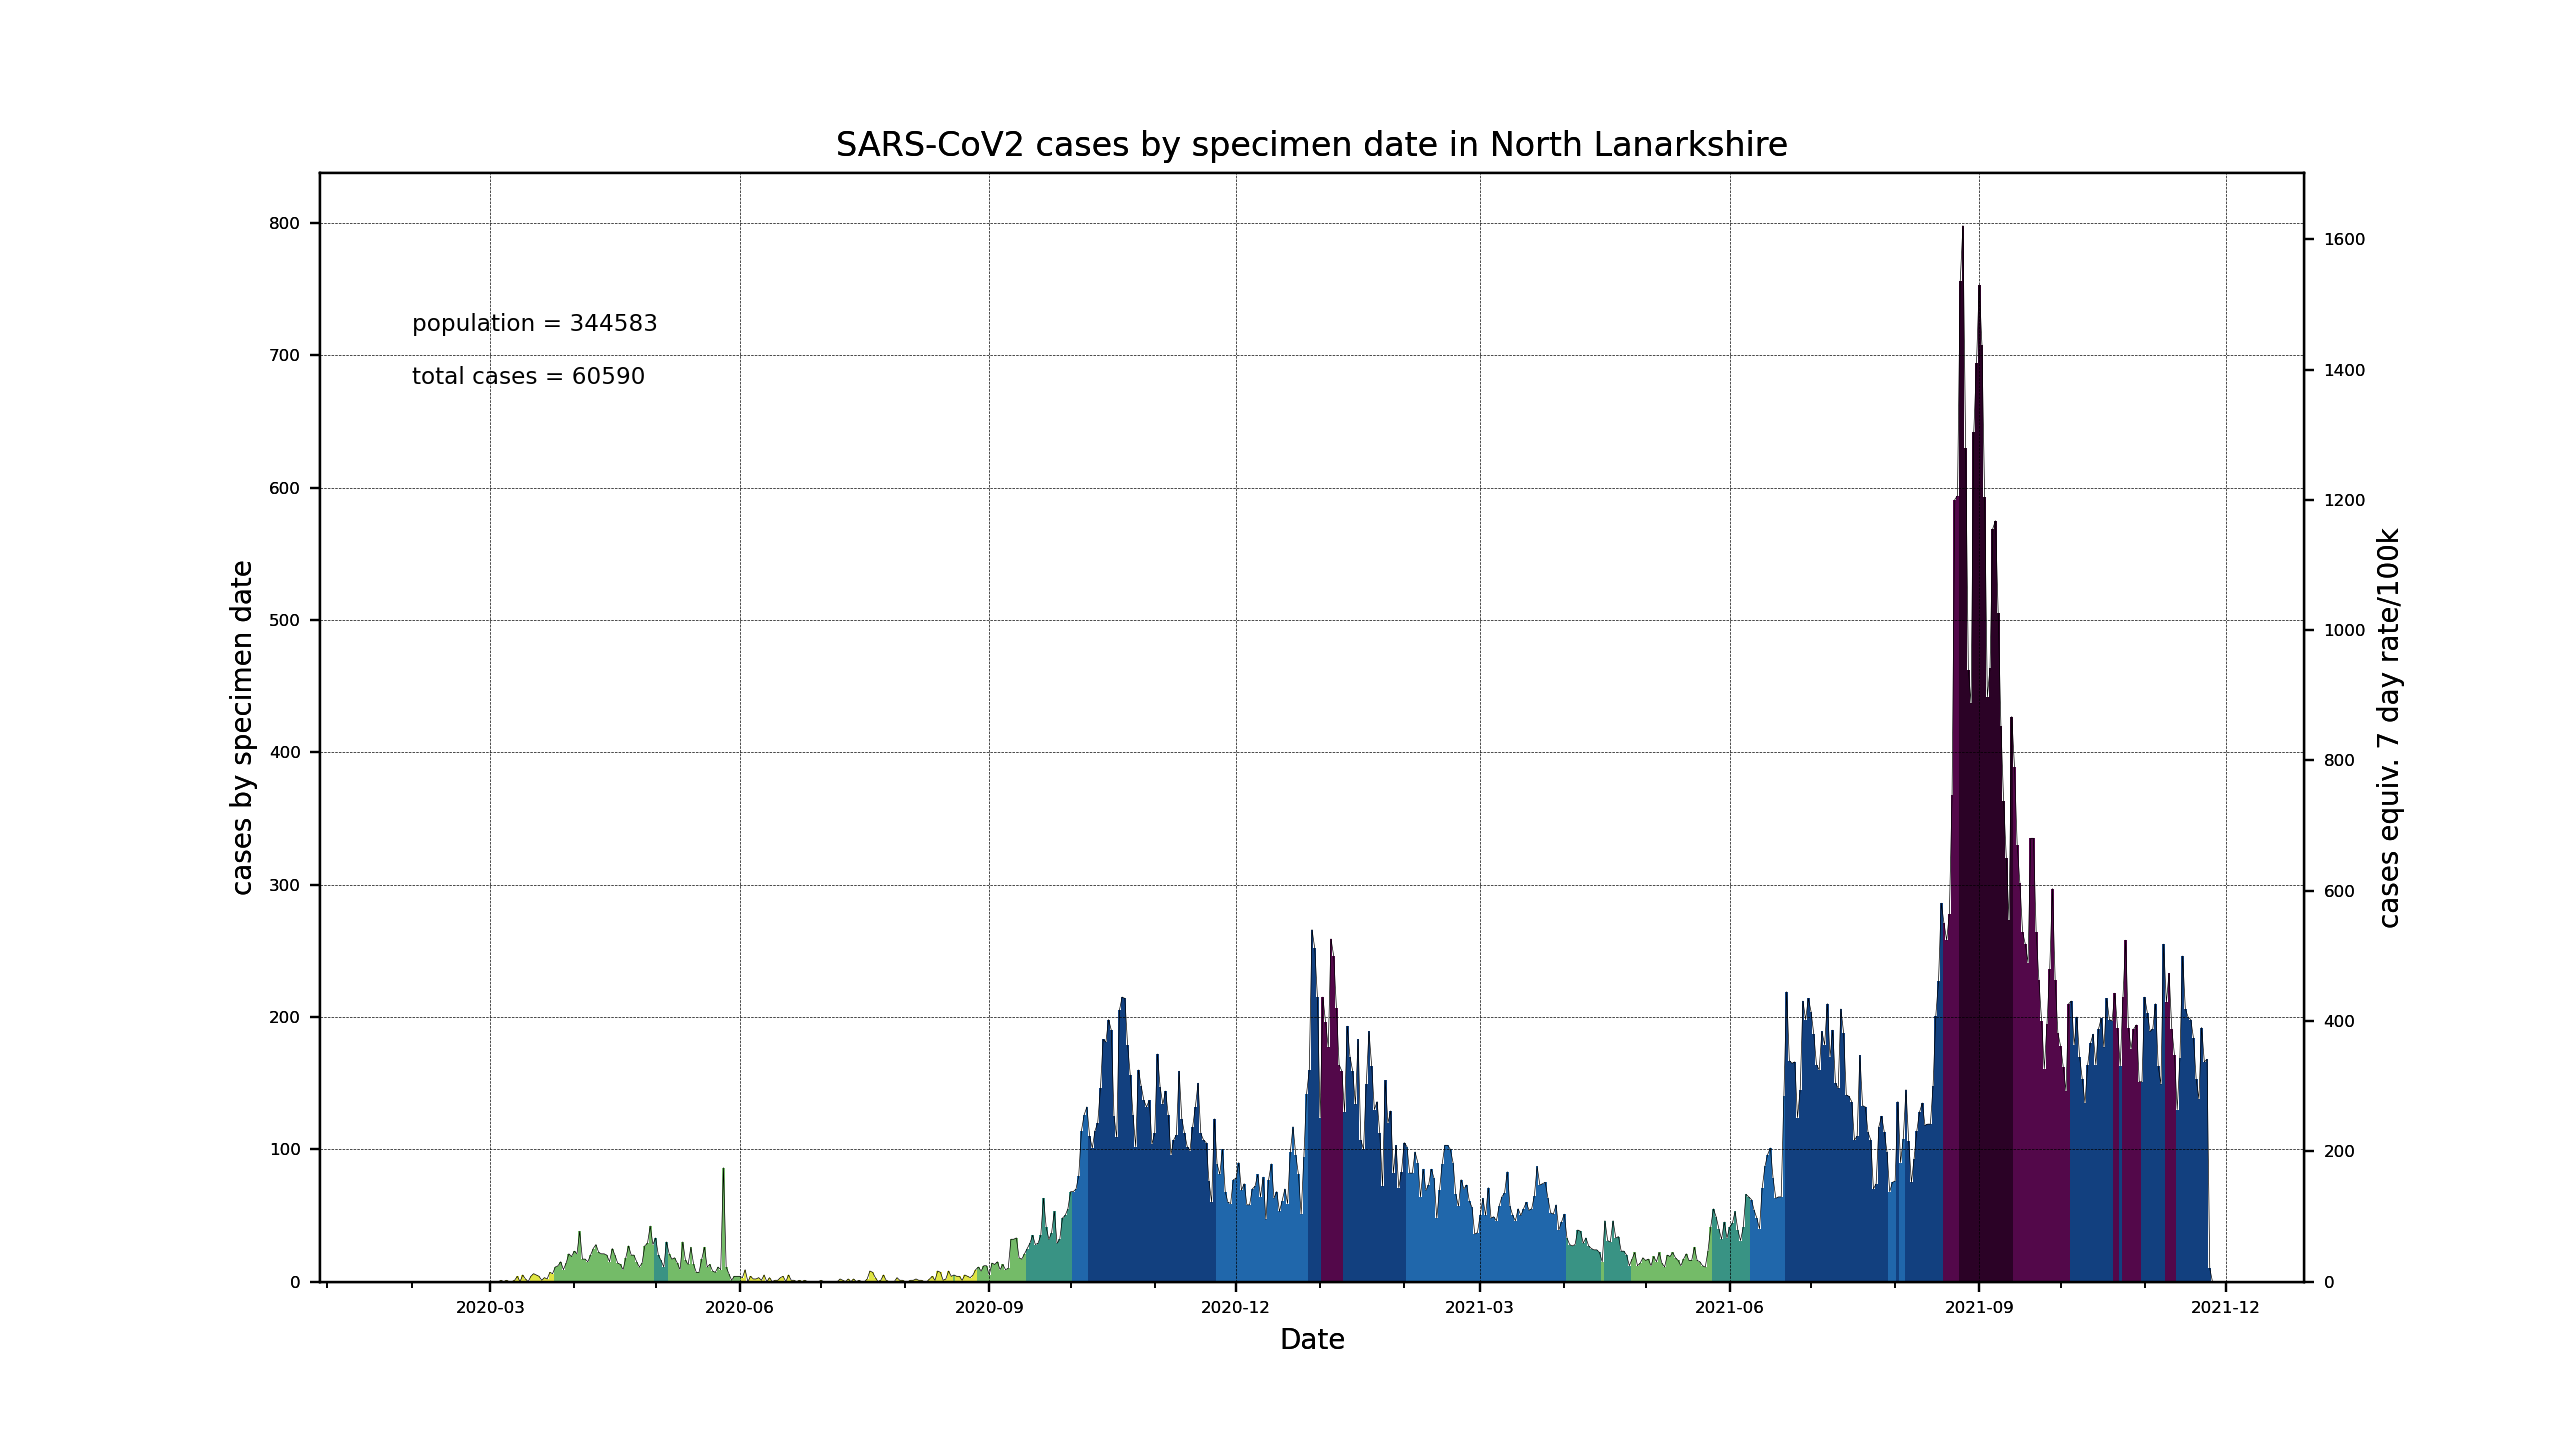 SARS-CoV2 cases by specimen date in North Lanarkshire
population = 344583
total cases = 60590
cases by specimen date
800
700
600
500
400
300
200
100
0
1600
1400
1200
1000
800
600
400
200
0
cases equiv. 7 day rate/100k
2020-03 2020-06 2020-09 2020-12 2021-03 2021-06 2021-09 2021-12
Date